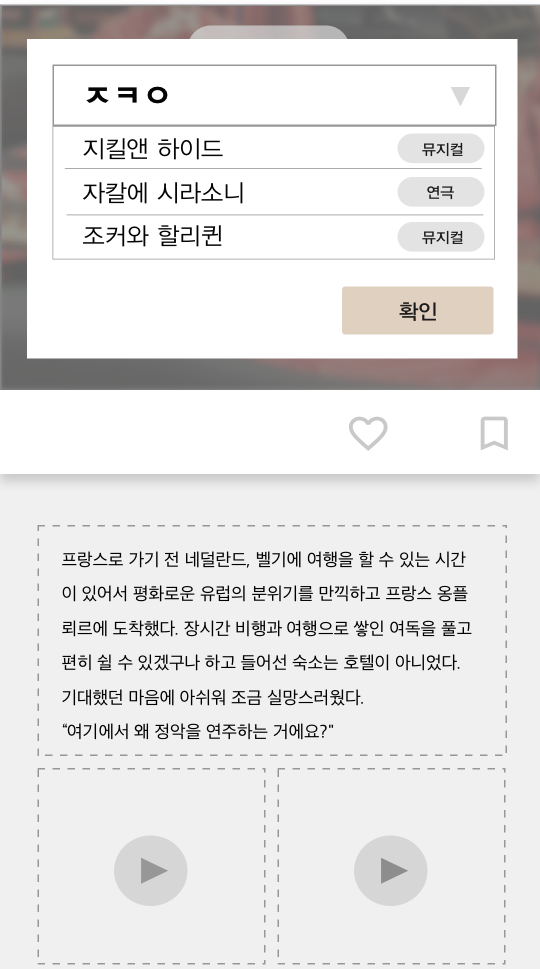 ㅈㅋㅇ
지킬앤 하이드 뮤지컬
자칼에 시라소니 연극
조커와 할리퀸 뮤지컬
확인
프랑스로 가기 전 네덜란드, 벨기에 여행을 할 수 있는 시간
이 있어서 평화로운 유럽의 분위기를 만끽하고 프랑스 옹플
뢰르에 도착했다. 장시간 비행과 여행으로 쌓인 여독을 풀고
편히 쉴 수 있겠구나 하고 들어선 숙소는 호텔이 아니었다.
기대했던 마음에 아쉬워 조금 실망스러웠다.
“여기에서 왜 정악을 연주하는 거에요?"